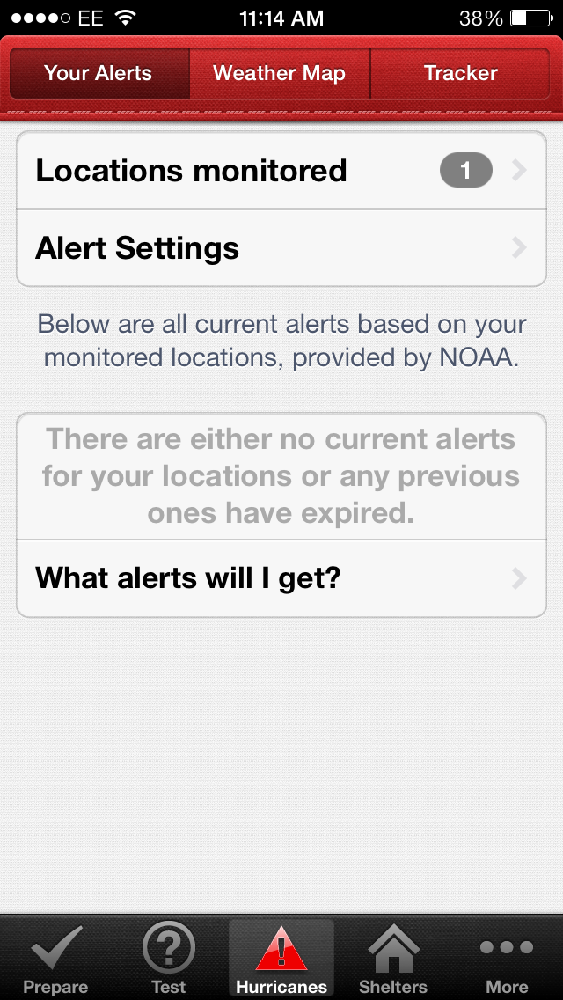 EE 11:14 AM 38%
Your Alerts Weather Map Tracker
Locations monitored 1
Alert Settings
Below are all current alerts based on your
monitored locations, provided by NOAA.
There are either no current alerts
for your locations or any previous
ones have expired.
What alerts will I get?
Prepare Test Hurricanes Shelters More